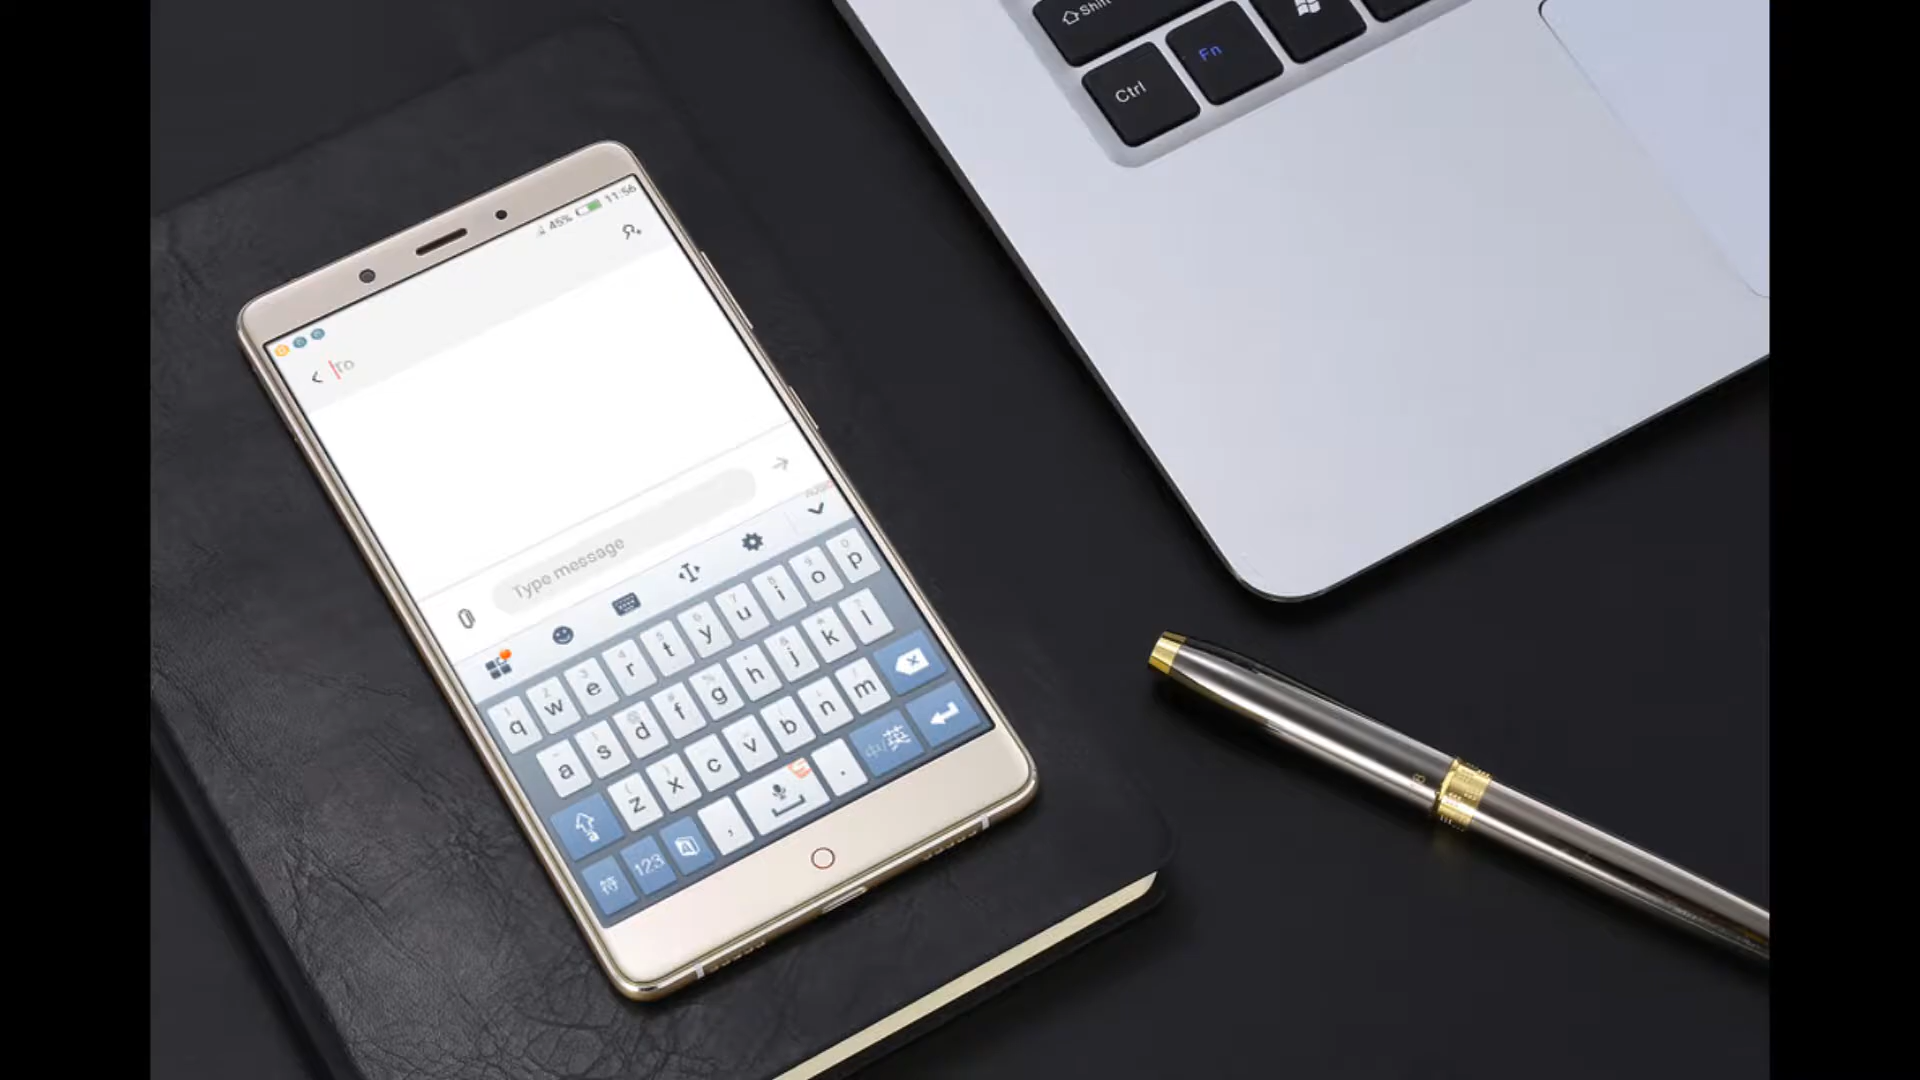 Shift
Fn
Ctrl
45% 11:56
To
Type message
q w e r t y u i o p
a s d f g h j k l
z x c v b n m
符 123 , . 中/英